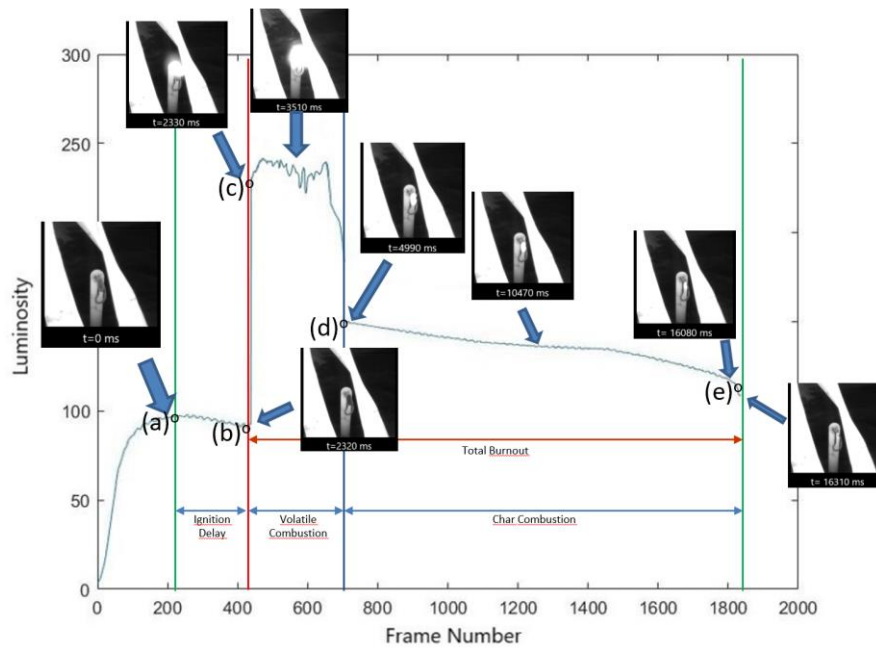 t=2330 ms
t=3510 ms
300
250
100
50
0
(c)
t=4990 ms
t=10470 ms
t= 16080 ms
t=0 ms
(d)
(e)
(a)
(b)
t=2320 ms
t= 16310 ms
Total Burnout
Ignition
Delay
Volatile
Combustion
Char Combustion
Luminosity
0 200 400 600 800 1000 1200 1400 1600 1800 2000
Frame Number